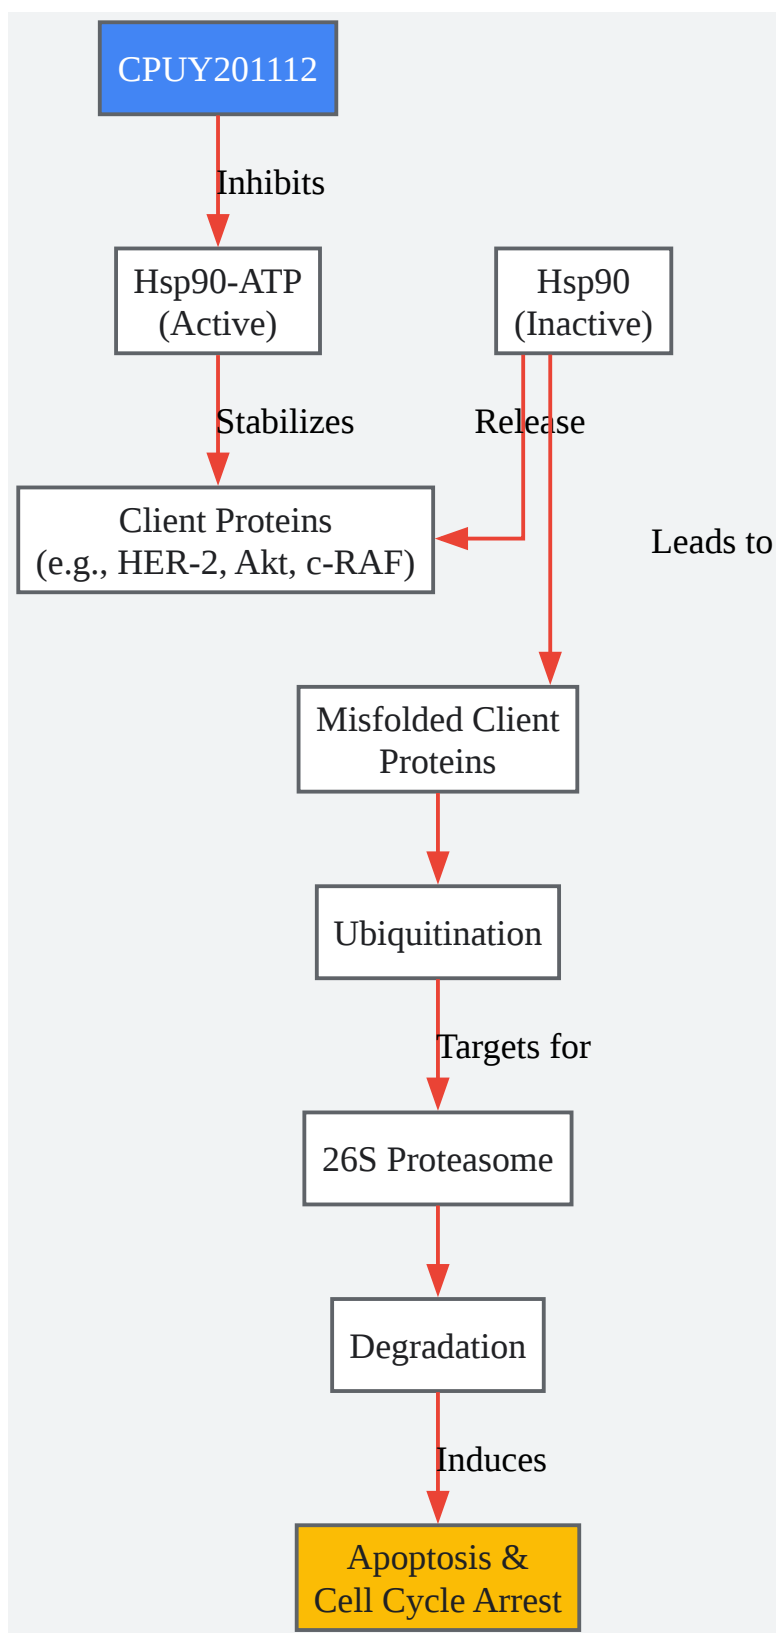 CPUY201112
Inhibits
Hsp90-ATP
(Active)
Hsp90
(Inactive)
Stabilizes
Release
Client Proteins
(e.g., HER-2, Akt, c-RAF)
Leads to
Misfolded Client
Proteins
Ubiquitination
Targets for
26S Proteasome
Degradation
Induces
Apoptosis &
Cell Cycle Arrest